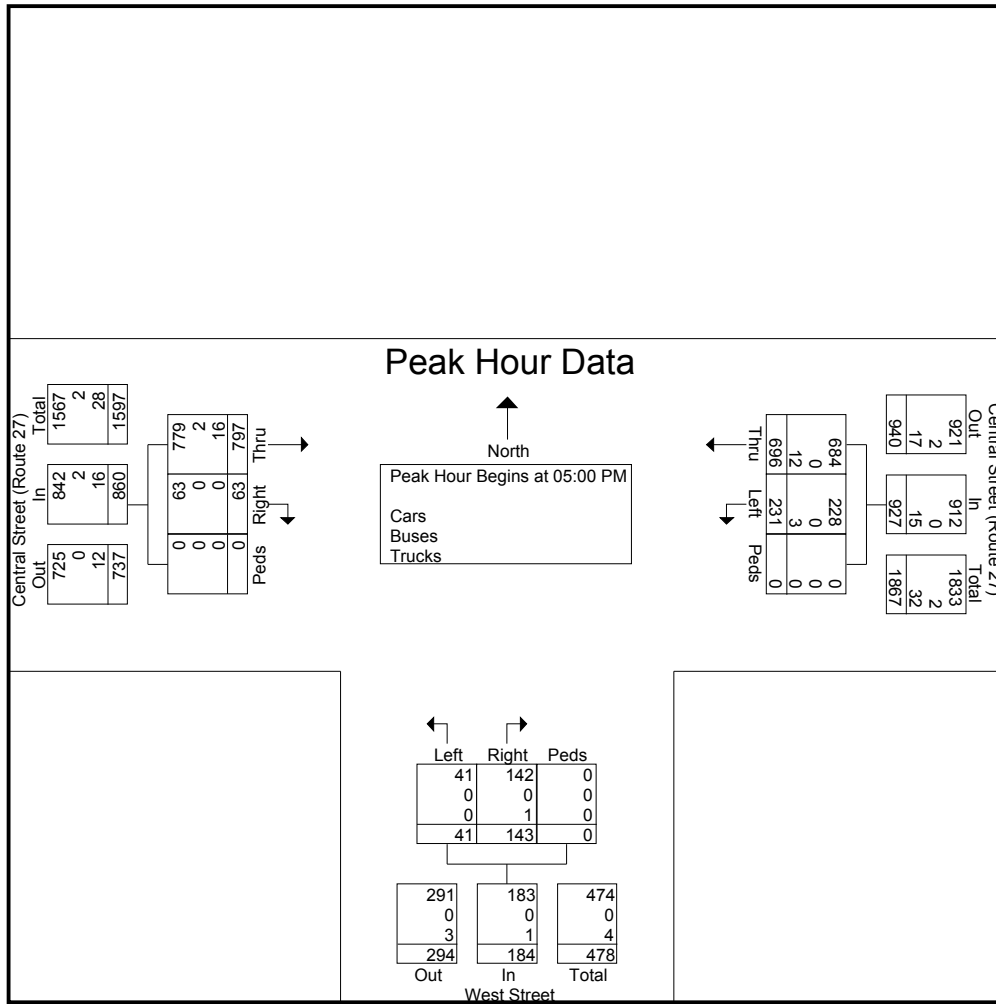 Peak Hour Data
North
Peak Hour Begins at 05:00 PM
Cars
Buses
Trucks
Central Street (Route 27)
Total
1567
2
28
1597
In
842
2
16
860
Out
725
0
12
737
Thru
779
2
16
797
Right
63
0
0
63
Peds
0
0
0
0
Central Street (Route 27)
Out
921
2
17
940
In
912
0
15
927
Total
1833
2
32
1867
Thru
684
0
12
696
Left
228
0
3
231
Peds
0
0
0
0
Left Right Peds
41 142 0
0 0 0
0 1 0
41 143 0
291 183 474
0 0 0
3 1 4
294 184 478
Out In Total
West Street